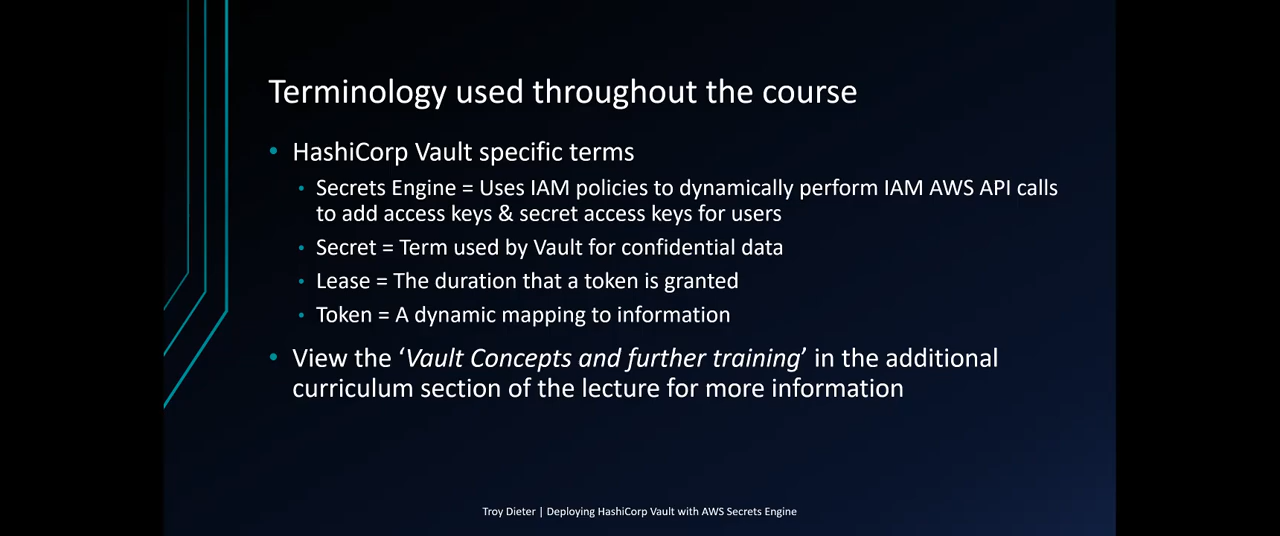 Terminology used throughout the course
• HashiCorp Vault specific terms
• Secrets Engine = Uses IAM policies to dynamically perform IAM AWS API calls
to add access keys & secret access keys for users
• Secret = Term used by Vault for confidential data
• Lease = The duration that a token is granted
• Token = A dynamic mapping to information
• View the ‘Vault Concepts and further training’ in the additional
curriculum section of the lecture for more information
Troy Dieter | Deploying HashiCorp Vault with AWS Secrets Engine